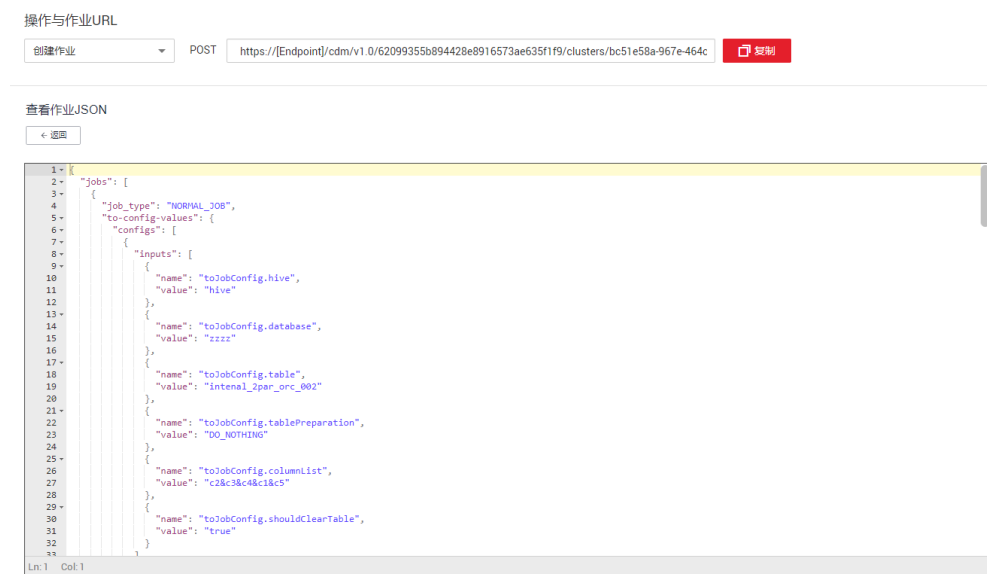 操作与作业URL
创建作业 POST https://[Endpoint]/cdm/v1.0/62099355b894428e8916573ae635f1f9/clusters/bc51e58a-967e-464c 复制
查看作业JSON
← 返回
1 {
2 "jobs": [
3 {
4 "job_type": "NORMAL_JOB",
5 "to-config-values": {
6 "configs": [
7 {
8 "inputs": [
9 {
10 "name": "toJobConfig.hive",
11 "value": "hive"
12 },
13 {
14 "name": "toJobConfig.database",
15 "value": "zzzz"
16 },
17 {
18 "name": "toJobConfig.table",
19 "value": "intenal_2par_orc_002"
20 },
21 {
22 "name": "toJobConfig.tablePreparation",
23 "value": "DO_NOTHING"
24 },
25 {
26 "name": "toJobConfig.columnList",
27 "value": "c2&c3&c4&c1&c5"
28 },
29 {
30 "name": "toJobConfig.shouldClearTable",
31 "value": "true"
32 }
33 ]
Ln: 1 Col: 1